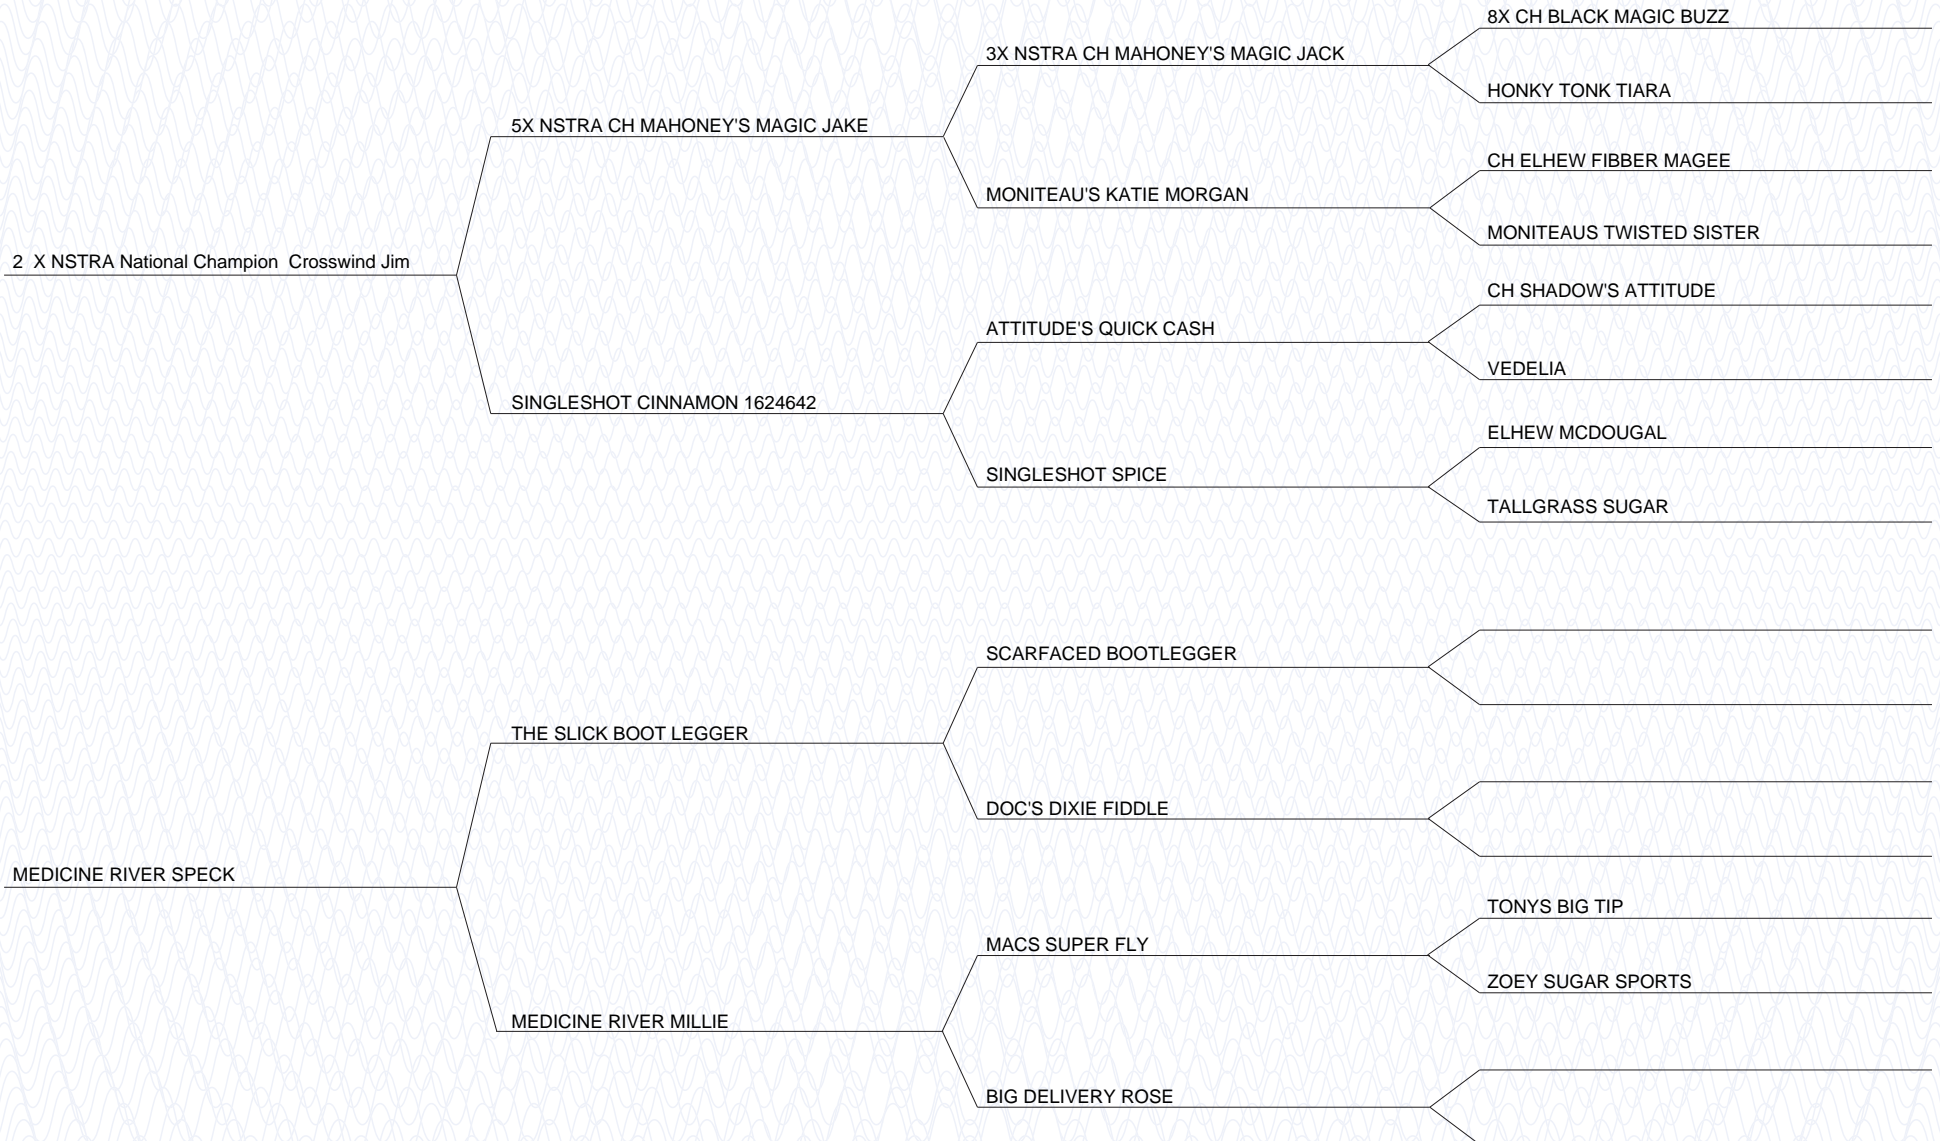 8X CH BLACK MAGIC BUZZ
3X NSTRA CH MAHONEY'S MAGIC JACK
HONKY TONK TIARA
5X NSTRA CH MAHONEY'S MAGIC JAKE
CH ELHEW FIBBER MAGEE
MONITEAU'S KATIE MORGAN
MONITEAUS TWISTED SISTER
2  X NSTRA National Champion  Crosswind Jim
CH SHADOW'S ATTITUDE
ATTITUDE'S QUICK CASH
VEDELIA
SINGLESHOT CINNAMON 1624642
ELHEW MCDOUGAL
SINGLESHOT SPICE
TALLGRASS SUGAR
SCARFACED BOOTLEGGER
THE SLICK BOOT LEGGER
DOC'S DIXIE FIDDLE
MEDICINE RIVER SPECK
TONYS BIG TIP
MACS SUPER FLY
ZOEY SUGAR SPORTS
MEDICINE RIVER MILLIE
BIG DELIVERY ROSE